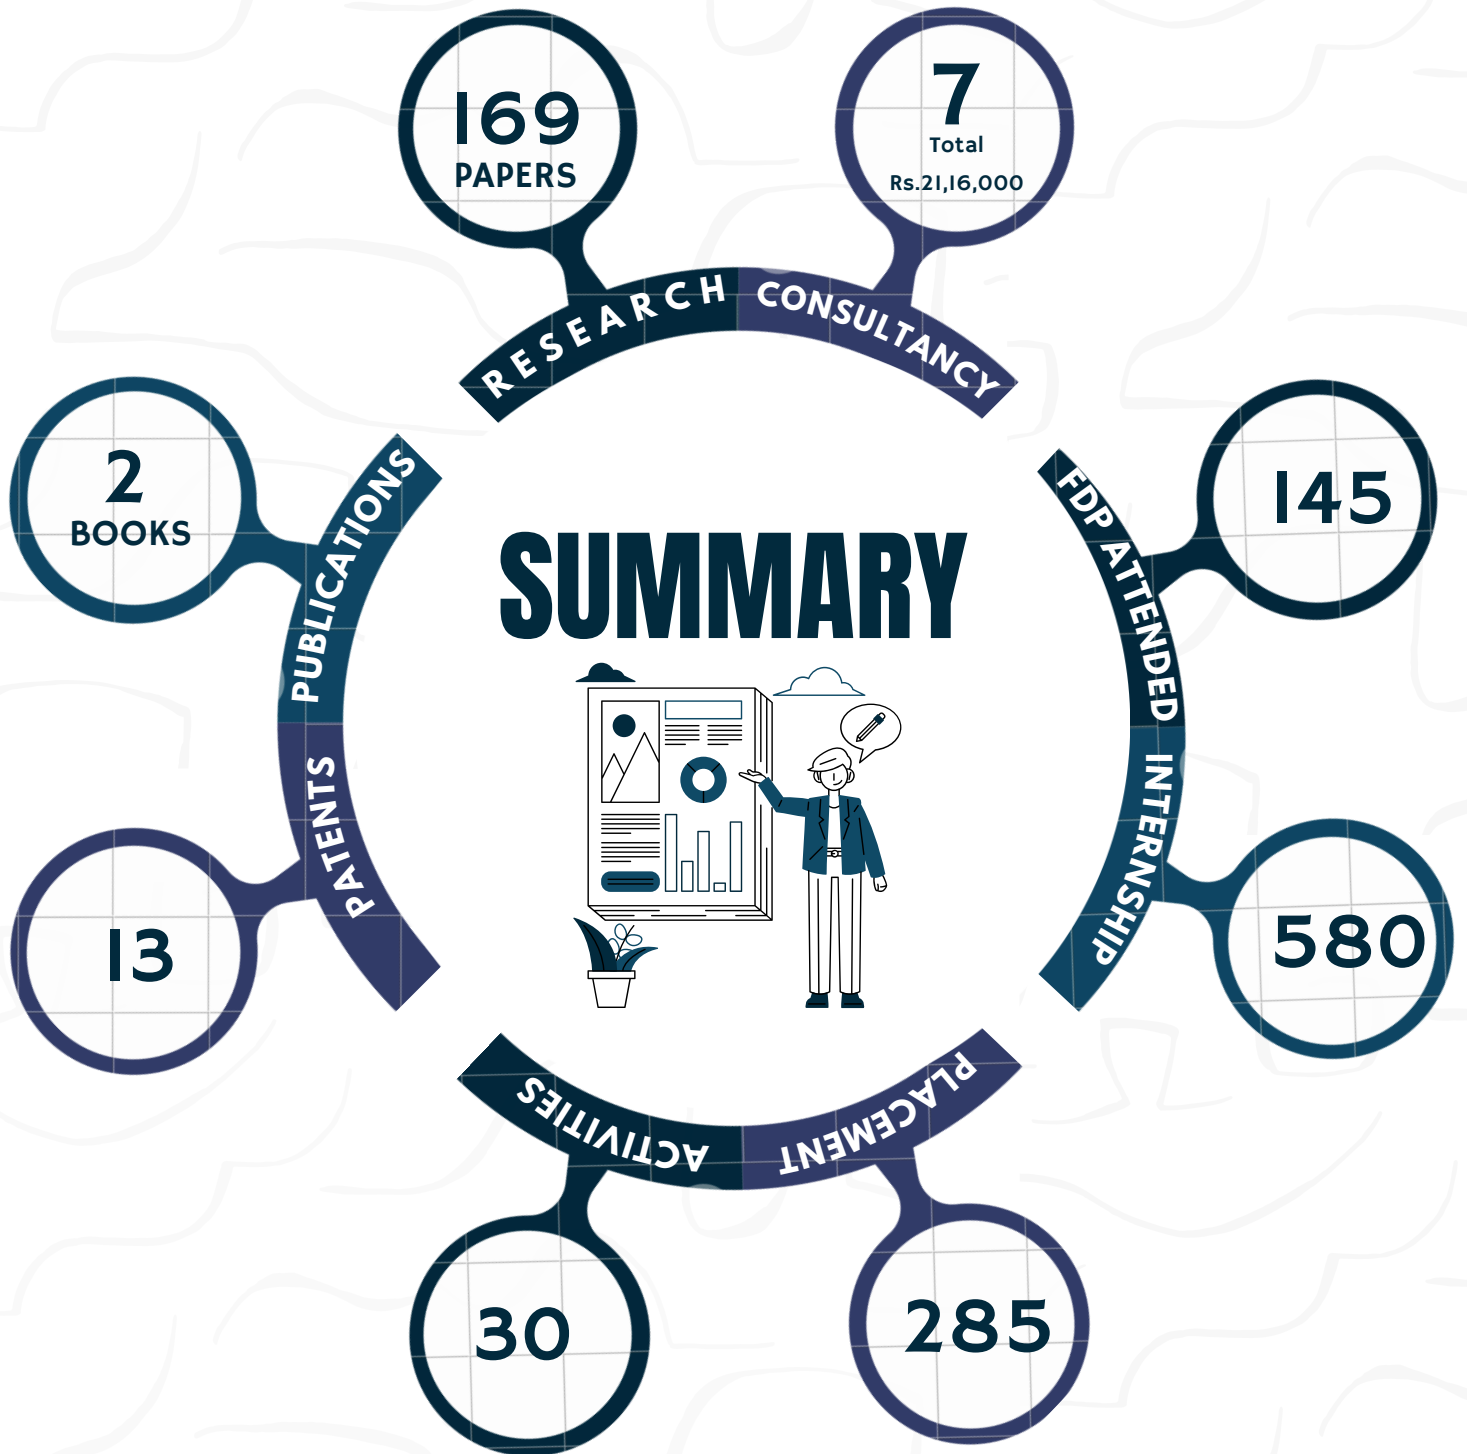 169
PAPERS
RESEARCH
7
Total
Rs.21,16,000
CONSULTANCY
145
FDP ATTENDED
580
INTERNSHIP
285
PLACEMENT
30
ACTIVITIES
13
PATENTS
2
BOOKS
PUBLICATIONS
SUMMARY